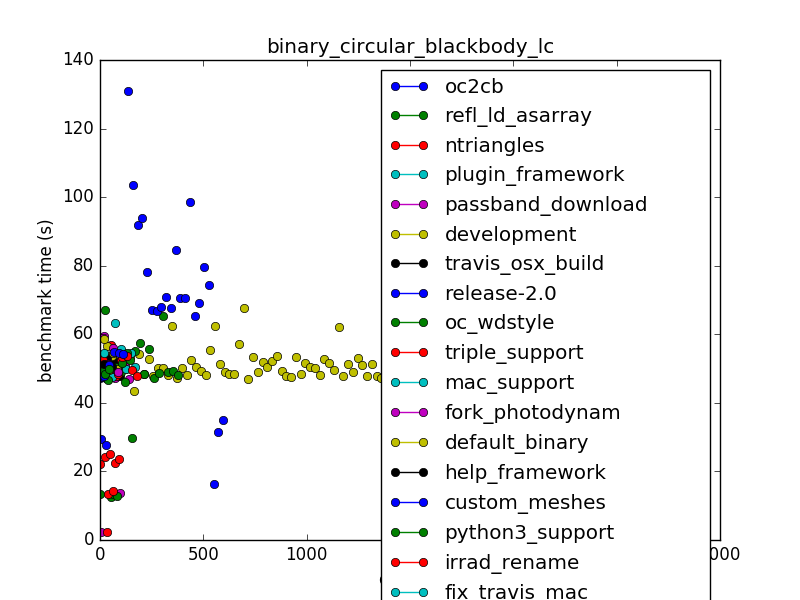 binary_circular_blackbody_lc
140
120
100
80
60
40
20
0
benchmark time (s)
0
500
1000
000
oc2cb
refl_ld_asarray
ntriangles
plugin_framework
passband_download
development
travis_osx_build
release-2.0
oc_wdstyle
triple_support
mac_support
fork_photodynam
default_binary
help_framework
custom_meshes
python3_support
irrad_rename
fix_travis_mac